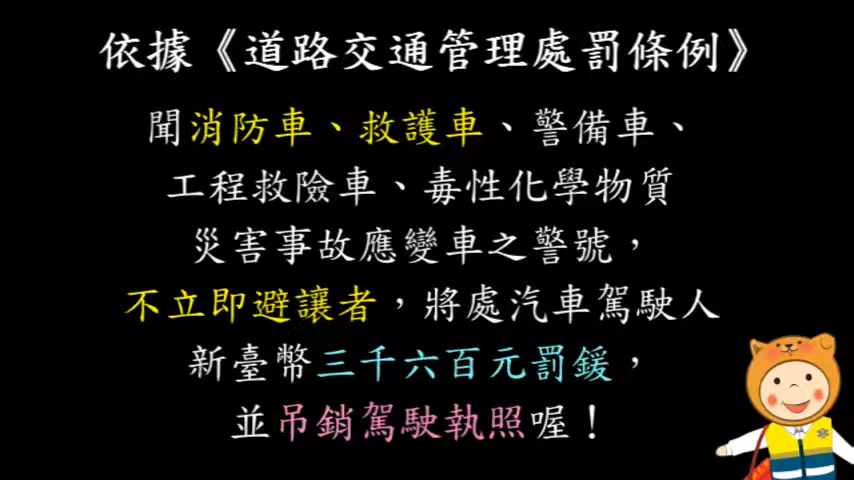 依據《道路交通管理處罰條例》
聞消防車、救護車、警備車、
工程救險車、毒性化學物質
災害事故應變車之警號，
不立即避讓者，將處汽車駕駛人
新臺幣三千六百元罰鍰，
並吊銷駕駛執照喔！